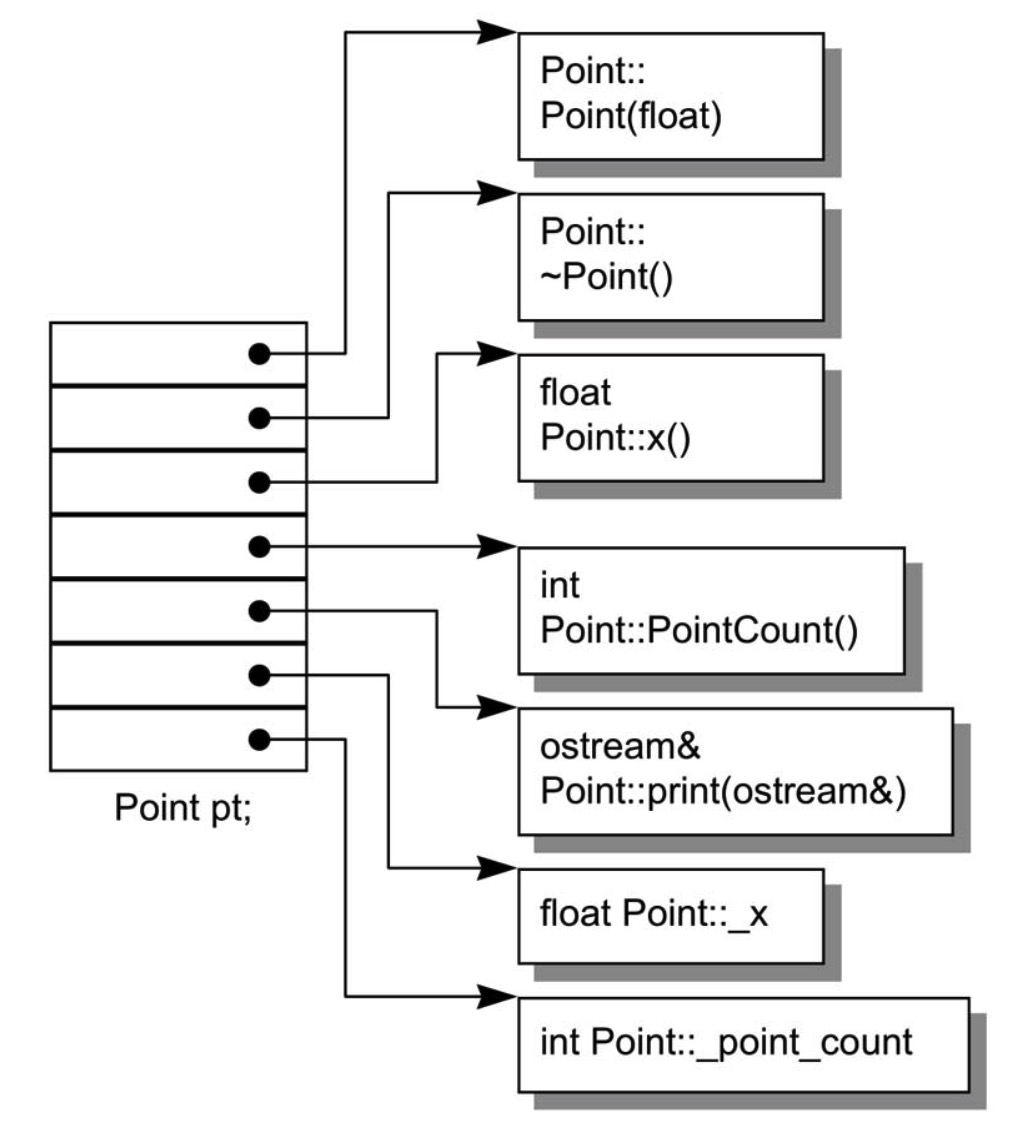 Point::
Point(float)
Point::
~Point()
float
Point::x()
int
Point::PointCount()
ostream&
Point::print(ostream&)
float Point::_x
int Point::_point_count
Point pt;